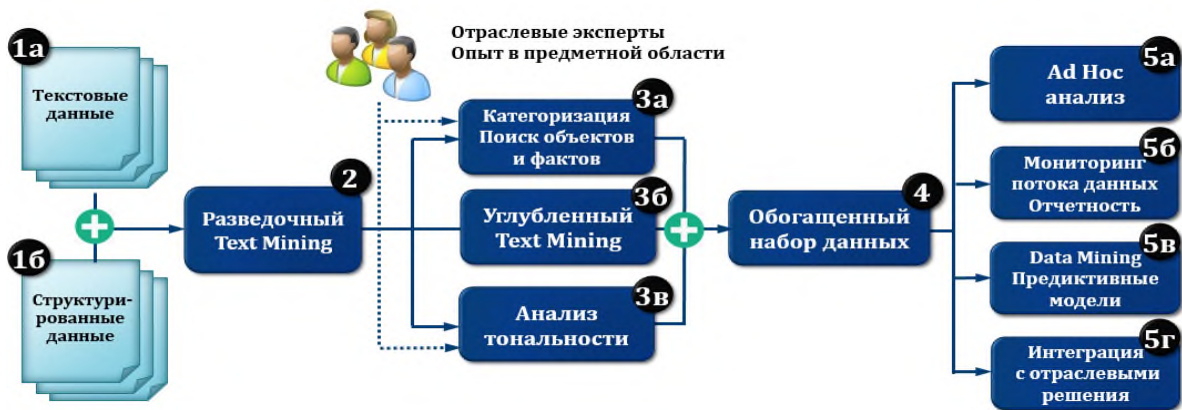 1а
Текстовые
данные
1б
Структури-
рованные
данные
Отраслевые эксперты
Опыт в предметной области
2
Разведочный
Text Mining
3а
Категоризация
Поиск объектов
и фактов
3б
Углубленный
Text Mining
3в
Анализ
тональности
4
Обогащенный
набор данных
5а
Ad Hoc
анализ
5б
Мониторинг
потока данных
Отчетность
5в
Data Mining
Предиктивные
модели
5г
Интеграция
с отраслевыми
решения